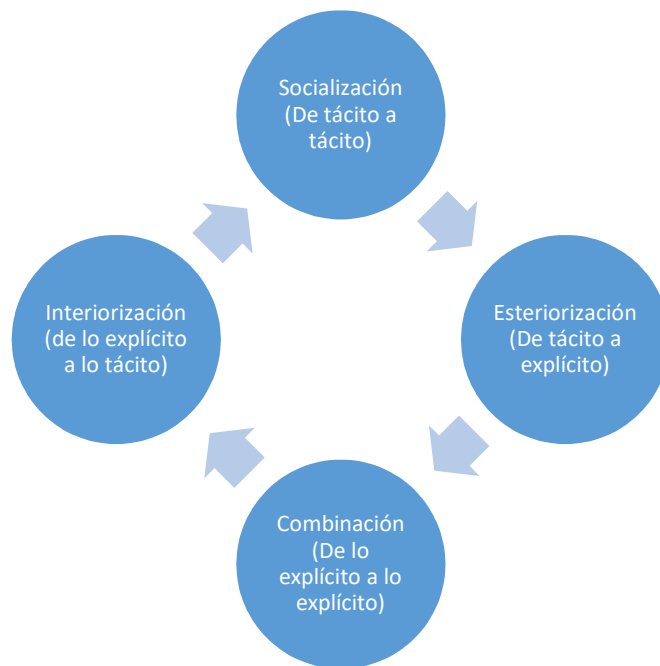 Socialización
(De tácito a
tácito)
Esteriorización
(De tácito a
explícito)
Combinación
(De lo
explícito a lo
explícito)
Interiorización
(de lo explícito
a lo tácito)